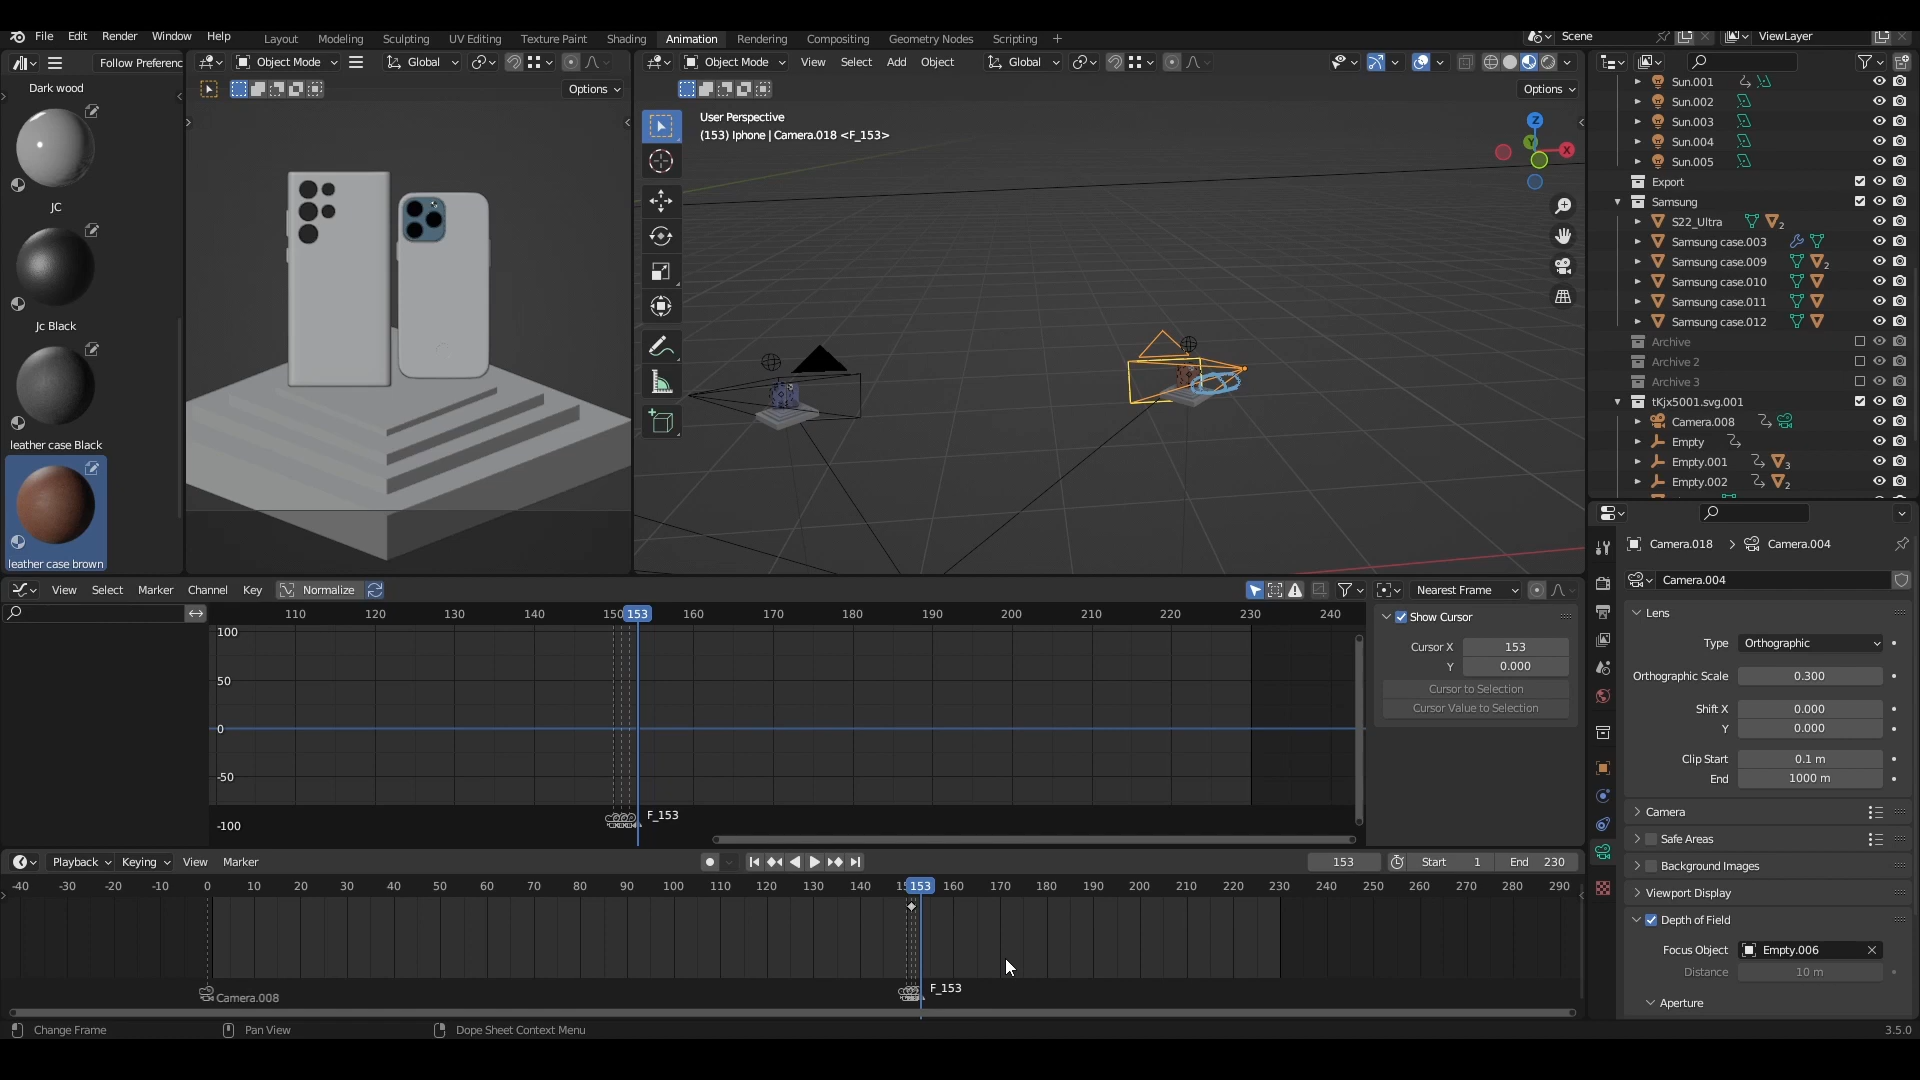 File Edit Render Window Help
Layout Modeling Sculpting UV Editing Texture Paint Shading Animation Rendering Compositing Geometry Nodes Scripting +
Scene
ViewLayer
Follow Preferenc
Dark wood
JC
Jc Black
leather case Black
leather case brown
Object Mode
Global
Options
Object Mode View Select Add Object
Global
Options
User Perspective
(153) Iphone | Camera.018 <F_153>
Z
Y
X
Sun.001
Sun.002
Sun.003
Sun.004
Sun.005
Export
Samsung
S22_Ultra 2
Samsung case.003
Samsung case.009 2
Samsung case.010
Samsung case.011
Samsung case.012
Archive
Archive 2
Archive 3
tKjx5001.svg.001
Camera.008
Empty
Empty.001 3
Empty.002 2
Camera.018 > Camera.004
Camera.004
Lens
Type Orthographic
Orthographic Scale 0.300
Shift X 0.000
Y 0.000
Clip Start 0.1 m
End 1000 m
Camera
Safe Areas
Background Images
Viewport Display
Depth of Field
Focus Object Empty.006
Distance 10 m
Aperture
View Select Marker Channel Key Normalize
Nearest Frame
110 120 130 140 150 153 160 170 180 190 200 210 220 230 240
100
50
0
-50
-100
F_153
Show Cursor
Cursor X 153
Y 0.000
Cursor to Selection
Cursor Value to Selection
Playback Keying View Marker
153 Start 1 End 230
-40 -30 -20 -10 0 10 20 30 40 50 60 70 80 90 100 110 120 130 140 153 160 170 180 190 200 210 220 230 240 250 260 270 280 290
Camera.008
F_153
Change Frame Pan View Dope Sheet Context Menu
3.5.0